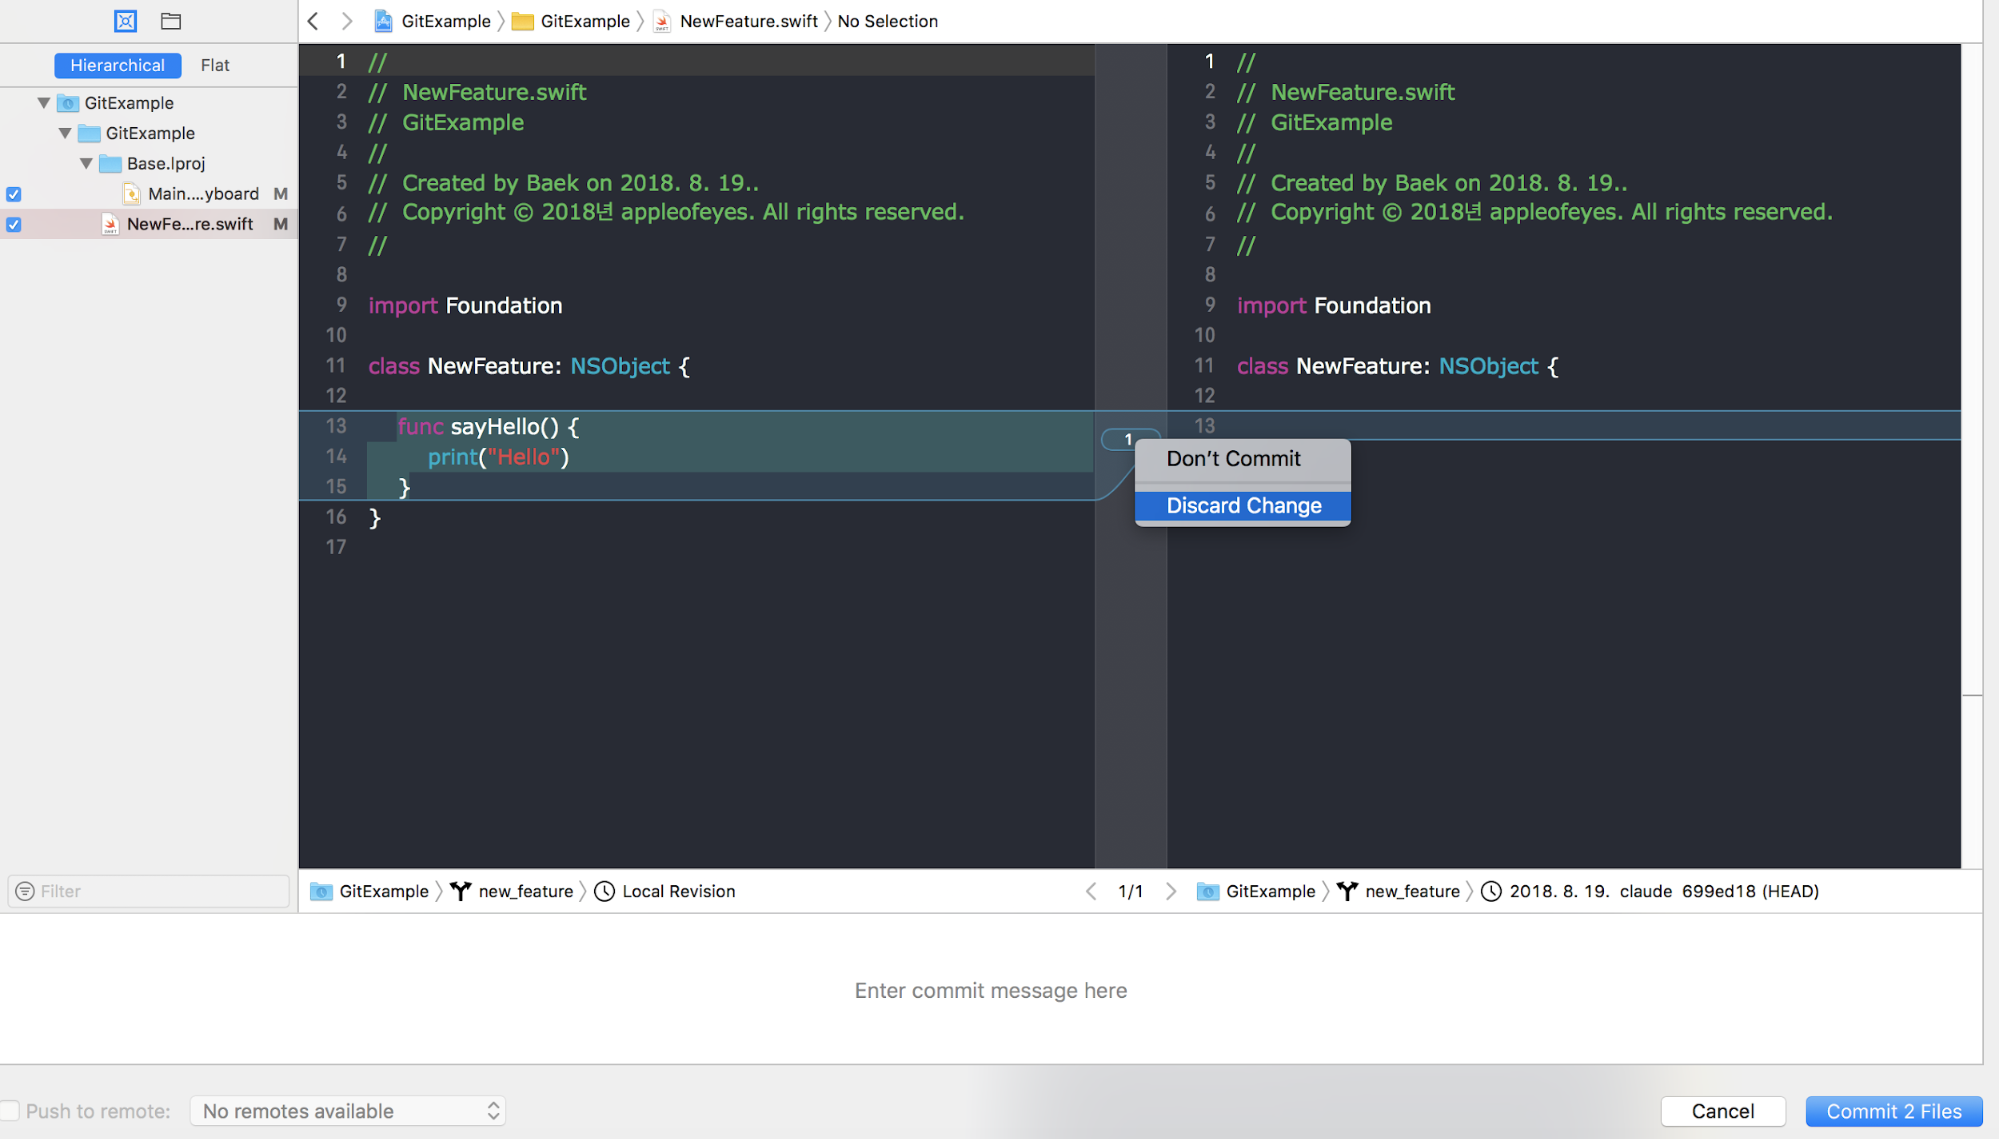 GitExample GitExample NewFeature.swift No Selection
Hierarchical Flat
GitExample
GitExample
Base.lproj
Main....yboard M
NewFe...re.swift M
Filter
1 //
2 // NewFeature.swift
3 // GitExample
4 //
5 // Created by Baek on 2018. 8. 19..
6 // Copyright © 2018년 appleofeyes. All rights reserved.
7 //
8
9 import Foundation
10
11 class NewFeature: NSObject {
12
13 func sayHello() {
14 print("Hello")
15 }
16 }
17
1
1 //
2 // NewFeature.swift
3 // GitExample
4 //
5 // Created by Baek on 2018. 8. 19..
6 // Copyright © 2018년 appleofeyes. All rights reserved.
7 //
8
9 import Foundation
10
11 class NewFeature: NSObject {
12
13
Don’t Commit
Discard Change
GitExample new_feature Local Revision
1/1
GitExample new_feature 2018. 8. 19. claude 699ed18 (HEAD)
Enter commit message here
Push to remote: No remotes available
Cancel Commit 2 Files